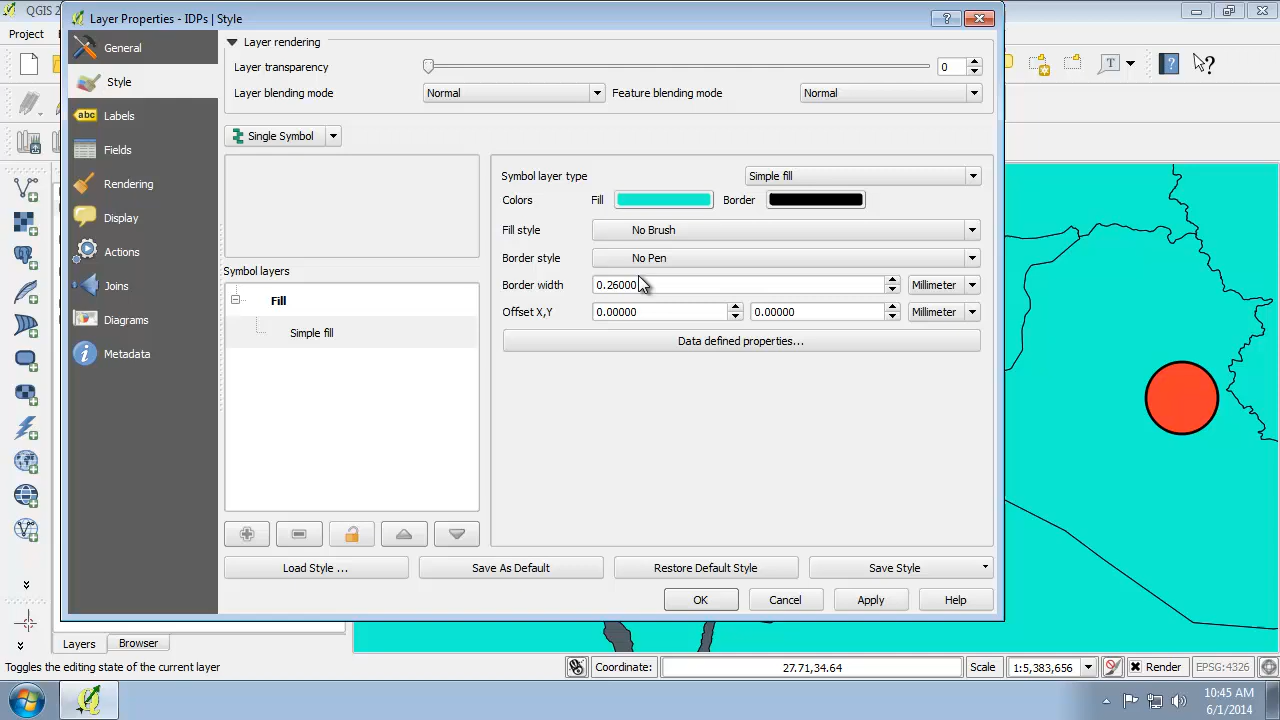 QGIS 2
Layer Properties - IDPs | Style
Project
General
Style
Labels
Fields
Rendering
Display
Actions
Joins
Diagrams
Metadata
Layer rendering
Layer transparency
0
Layer blending mode
Normal
Feature blending mode
Normal
Single Symbol
Symbol layers
Fill
Simple fill
Symbol layer type
Simple fill
Colors
Fill
Border
Fill style
No Brush
Border style
No Pen
Border width
0.26000
Millimeter
Offset X,Y
0.00000
0.00000
Millimeter
Data defined properties...
Load Style ...
Save As Default
Restore Default Style
Save Style
OK
Cancel
Apply
Help
Layers
Browser
Toggles the editing state of the current layer
Coordinate:
27.71,34.64
Scale
1:5,383,656
Render
EPSG:4326
10:45 AM
6/1/2014